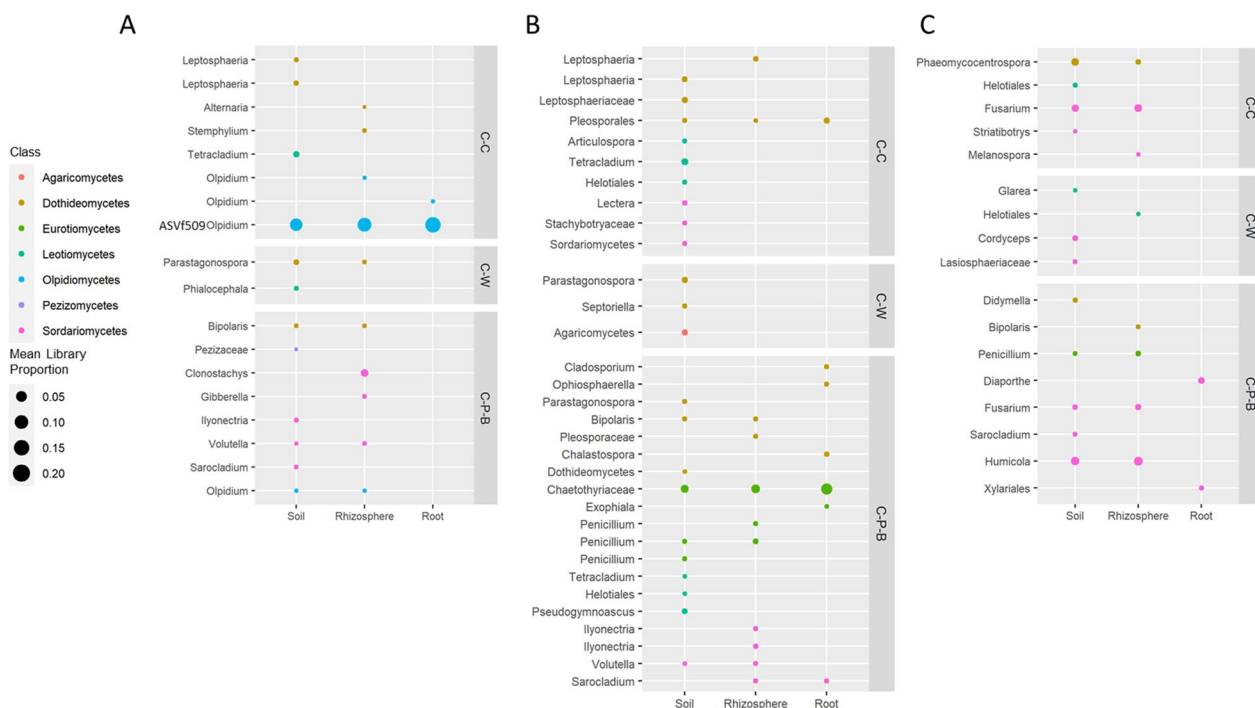 A
B
C
Class
Agaricomycetes
Dothideomycetes
Eurotiomycetes
Leotiomycetes
Olpidiomycetes
Pezizomycetes
Sordariomycetes
Mean Library
Proportion
0.05
0.10
0.15
0.20
Leptosphaeria
Leptosphaeria
Alternaria
Stemphylium
Tetracladium
Olpidium
Olpidium
ASVf509Olpidium
C-C
Parastagonospora
Phialocephala
C-W
Bipolaris
Pezizaceae
Clonostachys
Gibberella
Ilyonectria
Volutella
Sarocladium
Olpidium
C-P-B
Soil Rhizosphere Root
Leptosphaeria
Leptosphaeria
Leptosphaeriaceae
Pleosporales
Articulospora
Tetracladium
Helotiales
Lectera
Stachybotryaceae
Sordariomycetes
C-C
Parastagonospora
Septoriella
Agaricomycetes
C-W
Cladosporium
Ophiosphaerella
Parastagonospora
Bipolaris
Pleosporaceae
Chalastospora
Dothideomycetes
Chaetothyriaceae
Exophiala
Penicillium
Penicillium
Penicillium
Tetracladium
Helotiales
Pseudogymnoascus
Ilyonectria
Ilyonectria
Volutella
Sarocladium
C-P-B
Soil Rhizosphere Root
Phaeomycocentrospora
Helotiales
Fusarium
Striatibotrys
Melanospora
C-C
Glarea
Helotiales
Cordyceps
Lasiosphaeriaceae
C-W
Didymella
Bipolaris
Penicillium
Diaporthe
Fusarium
Sarocladium
Humicola
Xylariales
C-P-B
Soil Rhizosphere Root